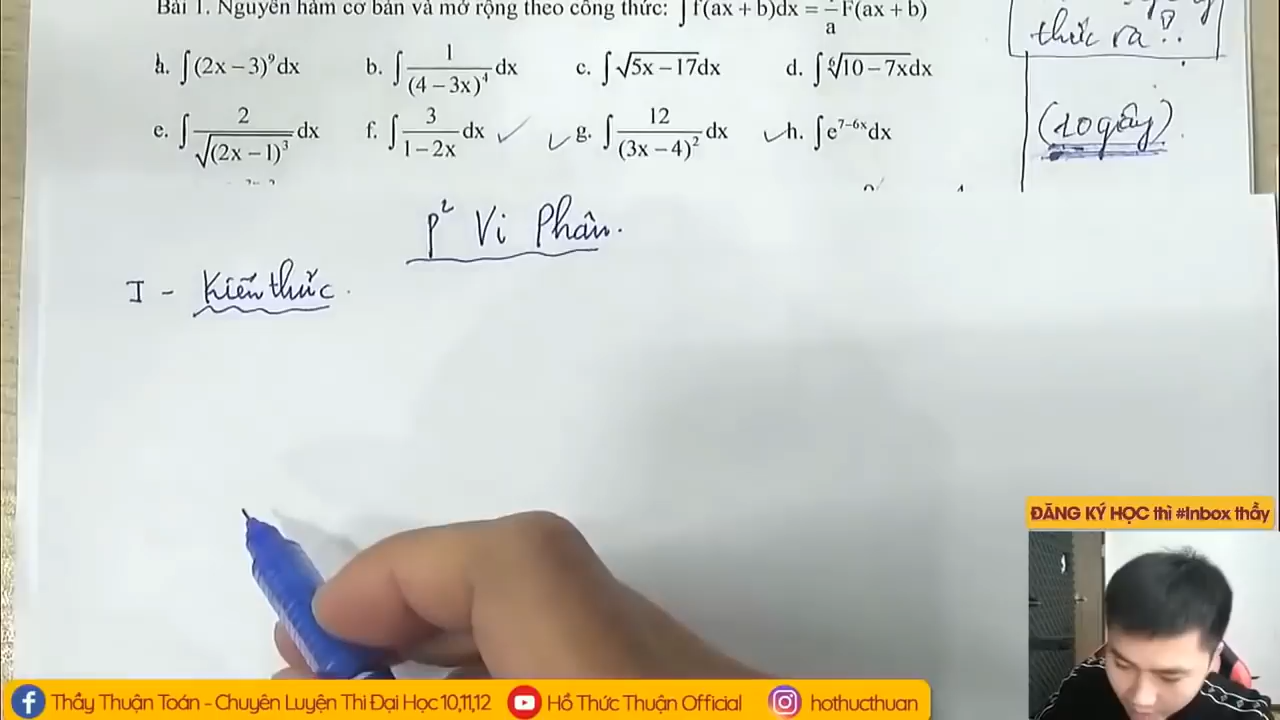 Bài 1. Nguyên hàm cơ bản và mở rộng theo công thức: ∫f(ax + b)dx = 1/a F(ax + b)
a. ∫(2x − 3)⁹dx b. ∫1/(4 − 3x)⁴ dx c. ∫√(5x − 17)dx d. ∫⁶√(10 − 7x)dx
e. ∫2/√((2x − 1)³) dx f. ∫3/(1 − 2x) dx g. ∫12/(3x − 4)² dx h. ∫e⁷⁻⁶ˣdx
thức ra?..
(10 giây).
P² Vi Phân.
I - Kiến thức.
ĐĂNG KÝ HỌC thì #Inbox thầy
Thầy Thuận Toán - Chuyên Luyện Thi Đại Học 10,11,12 Hồ Thức Thuận Official hothucthuan